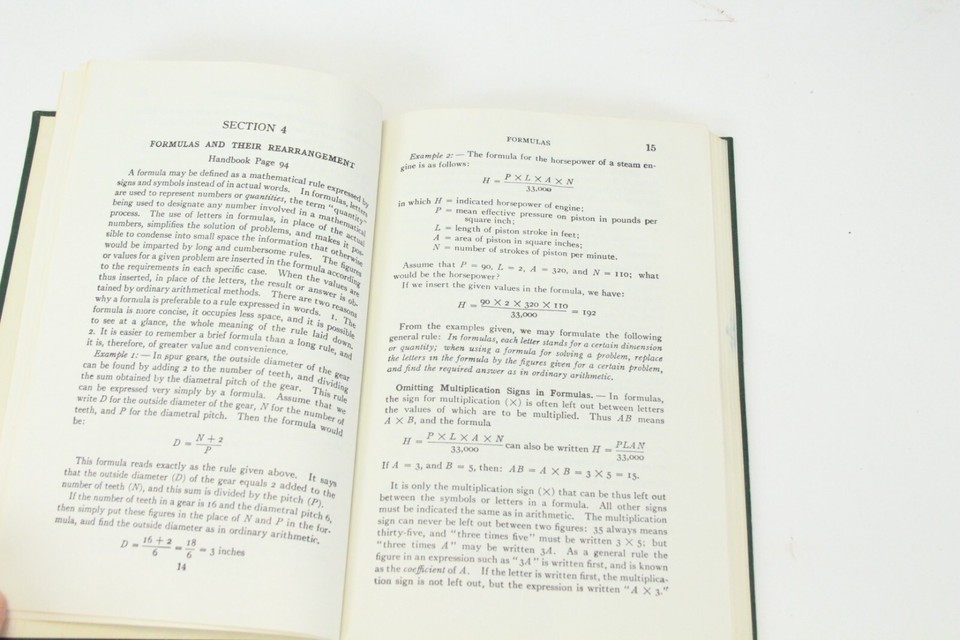 SECTION 4
FORMULAS AND THEIR REARRANGEMENT
Handbook Page 94
A formula may be defined as a mathematical rule expressed by
signs and symbols instead of in actual words. In formulas, letters
are used to represent numbers or quantities, the term "quantity"
being used to designate any number involved in a mathematical
process. The use of letters in formulas, in place of the actual
numbers, simplifies the solution of problems, and makes it pos-
sible to condense into small space the information that otherwise
would be imparted by long and cumbersome rules. The figures
or values for a given problem are inserted in the formula according
to the requirements in each specific case. When the values are
thus inserted, in place of the letters, the result or answer is ob-
tained by ordinary arithmetical methods. There are two reasons
why a formula is preferable to a rule expressed in words. 1. The
formula is more concise, it occupies less space, and it is possible
to see at a glance, the whole meaning of the rule laid down.
2. It is easier to remember a brief formula than a long rule, and
it is, therefore, of greater value and convenience.
Example 1: — In spur gears, the outside diameter of the gear
can be found by adding 2 to the number of teeth, and dividing
the sum obtained by the diametral pitch of the gear. This rule
can be expressed very simply by a formula. Assume that we
write D for the outside diameter of the gear, N for the number of
teeth, and P for the diametral pitch. Then the formula would
be:
D = N + 2 / P
This formula reads exactly as the rule given above. It says
that the outside diameter (D) of the gear equals 2 added to the
number of teeth (N), and this sum is divided by the pitch (P).
If the number of teeth in a gear is 16 and the diametral pitch 6,
then simply put these figures in the place of N and P in the for-
mula, and find the outside diameter as in ordinary arithmetic.
D = 16 + 2 / 6 = 18 / 6 = 3 inches
14
FORMULAS 15
Example 2: — The formula for the horsepower of a steam en-
gine is as follows:
H = P × L × A × N / 33,000
in which H = indicated horsepower of engine;
P = mean effective pressure on piston in pounds per
square inch;
L = length of piston stroke in feet;
A = area of piston in square inches;
N = number of strokes of piston per minute.
Assume that P = 90, L = 2, A = 320, and N = 110; what
would be the horsepower?
If we insert the given values in the formula, we have:
H = 90 × 2 × 320 × 110 / 33,000 = 192
From the examples given, we may formulate the following
general rule: In formulas, each letter stands for a certain dimension
or quantity; when using a formula for solving a problem, replace
the letters in the formula by the figures given for a certain problem,
and find the required answer as in ordinary arithmetic.
Omitting Multiplication Signs in Formulas. — In formulas,
the sign for multiplication (×) is often left out between letters
the values of which are to be multiplied. Thus AB means
A × B, and the formula
H = P × L × A × N / 33,000 can also be written H = PLAN / 33,000
If A = 3, and B = 5, then: AB = A × B = 3 × 5 = 15.
It is only the multiplication sign (×) that can be thus left out
between the symbols or letters in a formula. All other signs
must be indicated the same as in arithmetic. The multiplication
sign can never be left out between two figures: 35 always means
thirty-five, and "three times five" must be written 3 × 5; but
"three times A" may be written 3A. As a general rule the
figure in an expression such as "3A" is written first, and is known
as the coefficient of A. If the letter is written first, the multiplica-
tion sign is not left out, but the expression is written "A × 3."